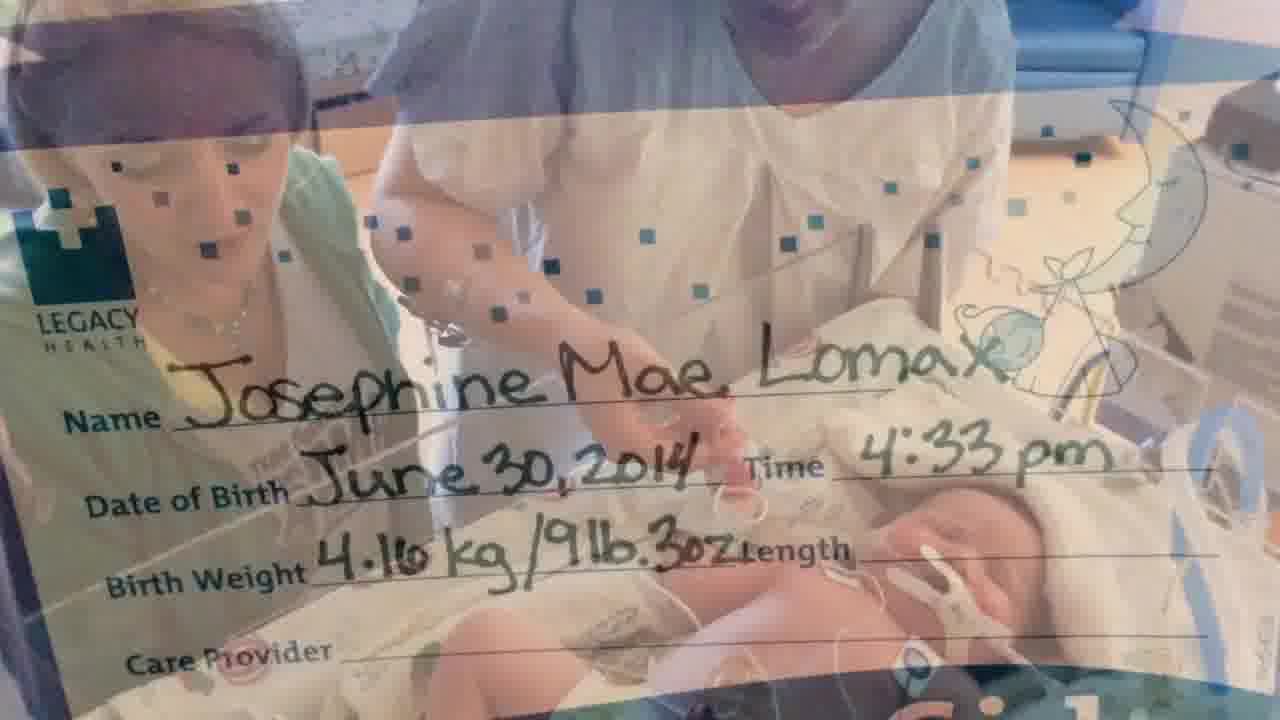 LEGACY
HEALTH
Name Josephine Mae Lomax
Date of Birth June 30, 2014 Time 4:33 pm
Birth Weight 4.16 kg/9lb.3oz Length
Care Provider